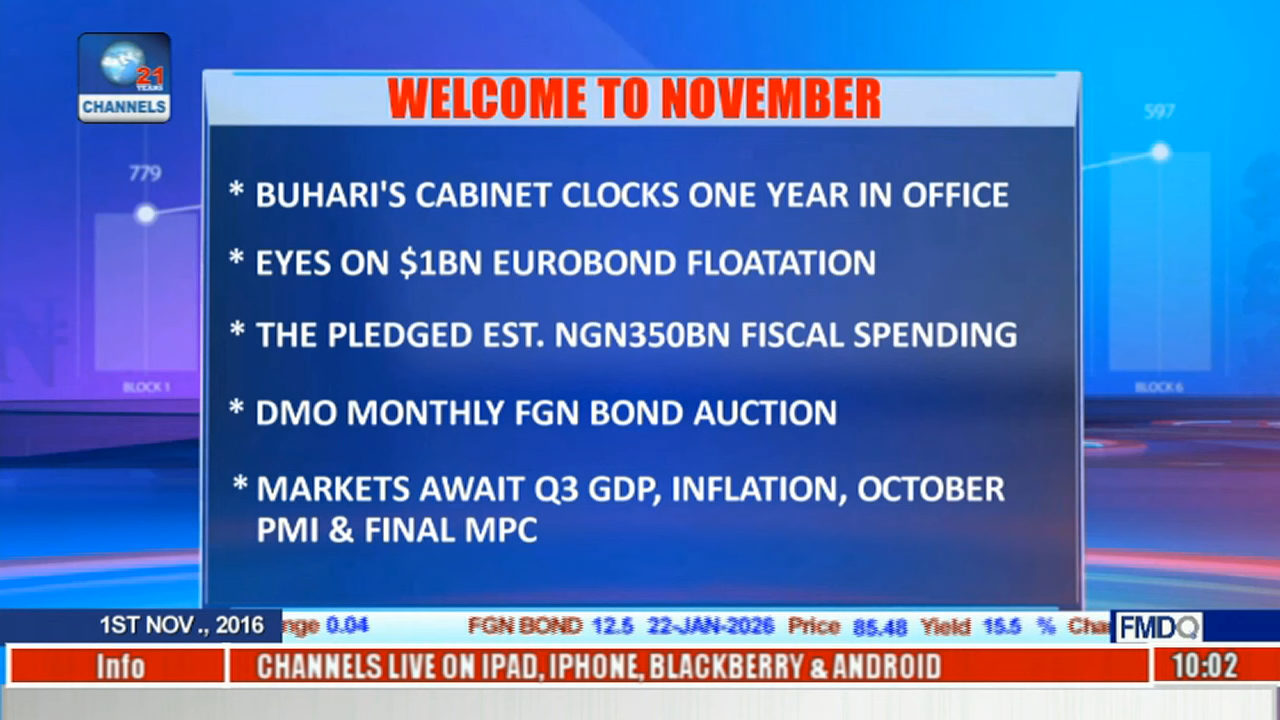 21
YEARS
CHANNELS
WELCOME TO NOVEMBER
597
779
* BUHARI'S CABINET CLOCKS ONE YEAR IN OFFICE
* EYES ON $1BN EUROBOND FLOATATION
* THE PLEDGED EST. NGN350BN FISCAL SPENDING
BLOCK 1
BLOCK 6
* DMO MONTHLY FGN BOND AUCTION
* MARKETS AWAIT Q3 GDP, INFLATION, OCTOBER
PMI & FINAL MPC
1ST NOV., 2016 nge 0.04 FGN BOND 12.5 22-JAN-2026 Price 85.48 Yield 15.5 % Cha FMDQ
Info CHANNELS LIVE ON IPAD, IPHONE, BLACKBERRY & ANDROID 10:02